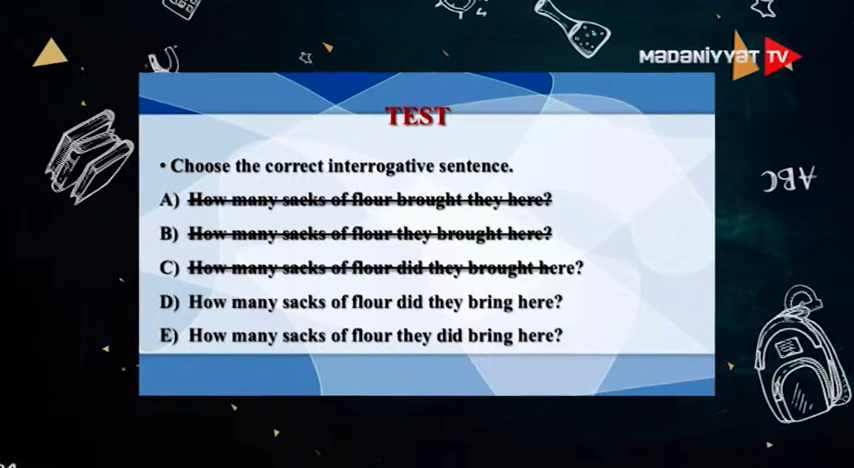 MƏDƏNİYYƏT TV
TEST
• Choose the correct interrogative sentence.
A) How many sacks of flour brought they here?
B) How many sacks of flour they brought here?
C) How many sacks of flour did they brought here?
D) How many sacks of flour did they bring here?
E) How many sacks of flour they did bring here?
ABC